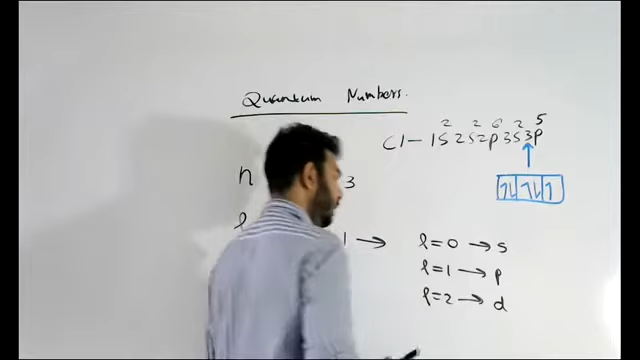 Quantum Numbers.
Cl - 1s² 2s² 2p⁶ 3s² 3p⁵
n 3
l 1 → l=0 → s
l=1 → p
l=2 → d